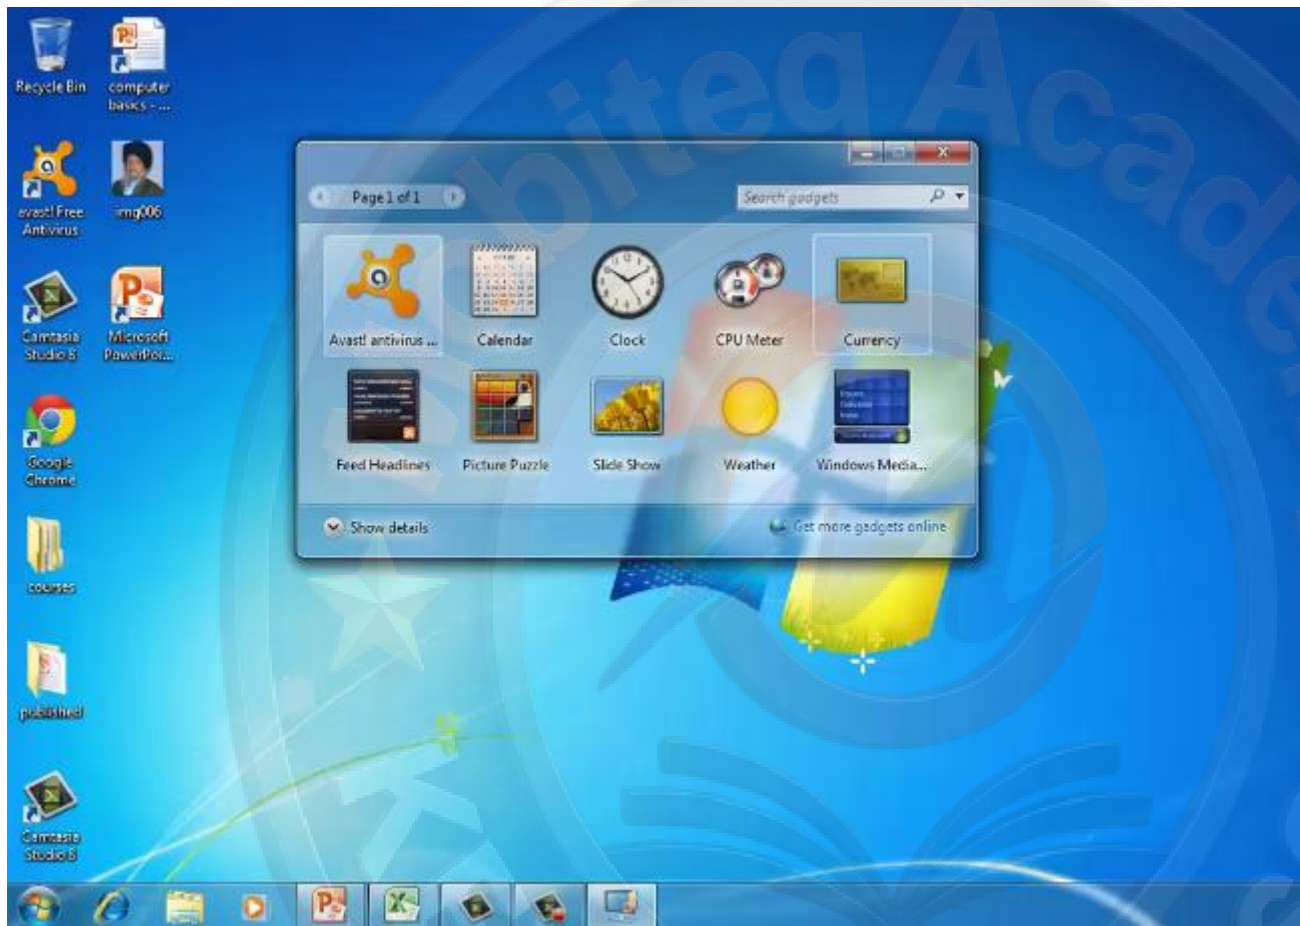 Recycle Bin
computer
basics - ...
avast! Free
Antivirus
img006
Camtasia
Studio 8
Microsoft
PowerPoi...
Google
Chrome
courses
published
Camtasia
Studio 8
Page 1 of 1
Search gadgets
Avast! antivirus ...
Calendar
Clock
CPU Meter
Currency
Feed Headlines
Picture Puzzle
Slide Show
Weather
Windows Media...
Show details
Get more gadgets online